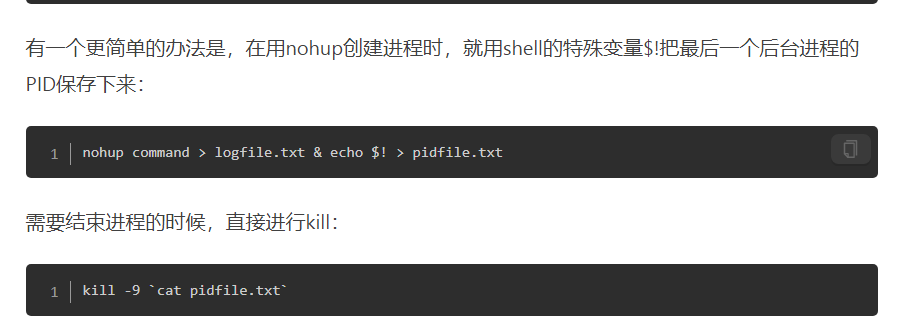 有一个更简单的办法是，在用nohup创建进程时，就用shell的特殊变量$!把最后一个后台进程的
PID保存下来：
1 nohup command > logfile.txt & echo $! > pidfile.txt
需要结束进程的时候，直接进行kill：
1 kill -9 `cat pidfile.txt`